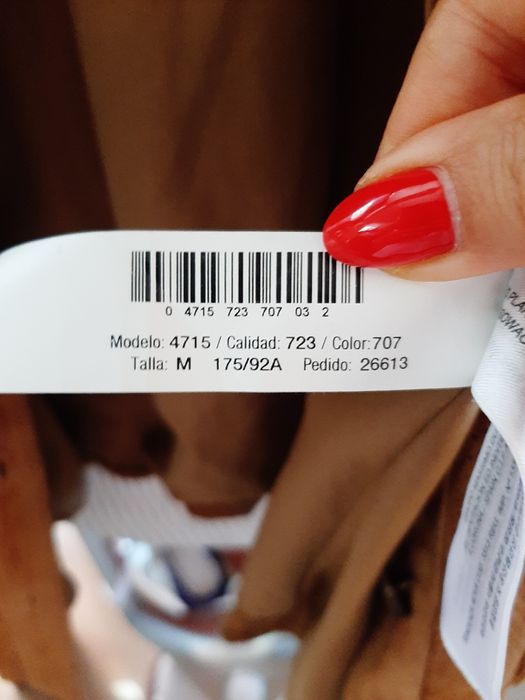 0 4715 723 707 03 2
Modelo: 4715 / Calidad: 723 / Color:707
Talla: M 175/92A Pedido: 26613